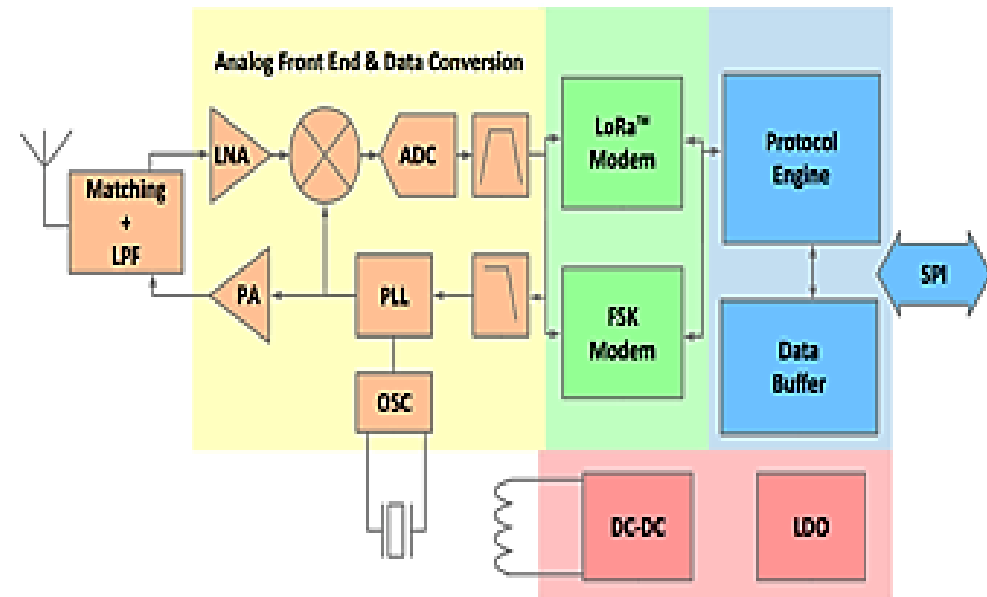 Analog Front End & Data Conversion
LNA
ADC
LoRa™
Modem
Protocol
Engine
Matching
+
LPF
PA
PLL
FSK
Modem
SPI
Data
Buffer
OSC
DC-DC
LDO